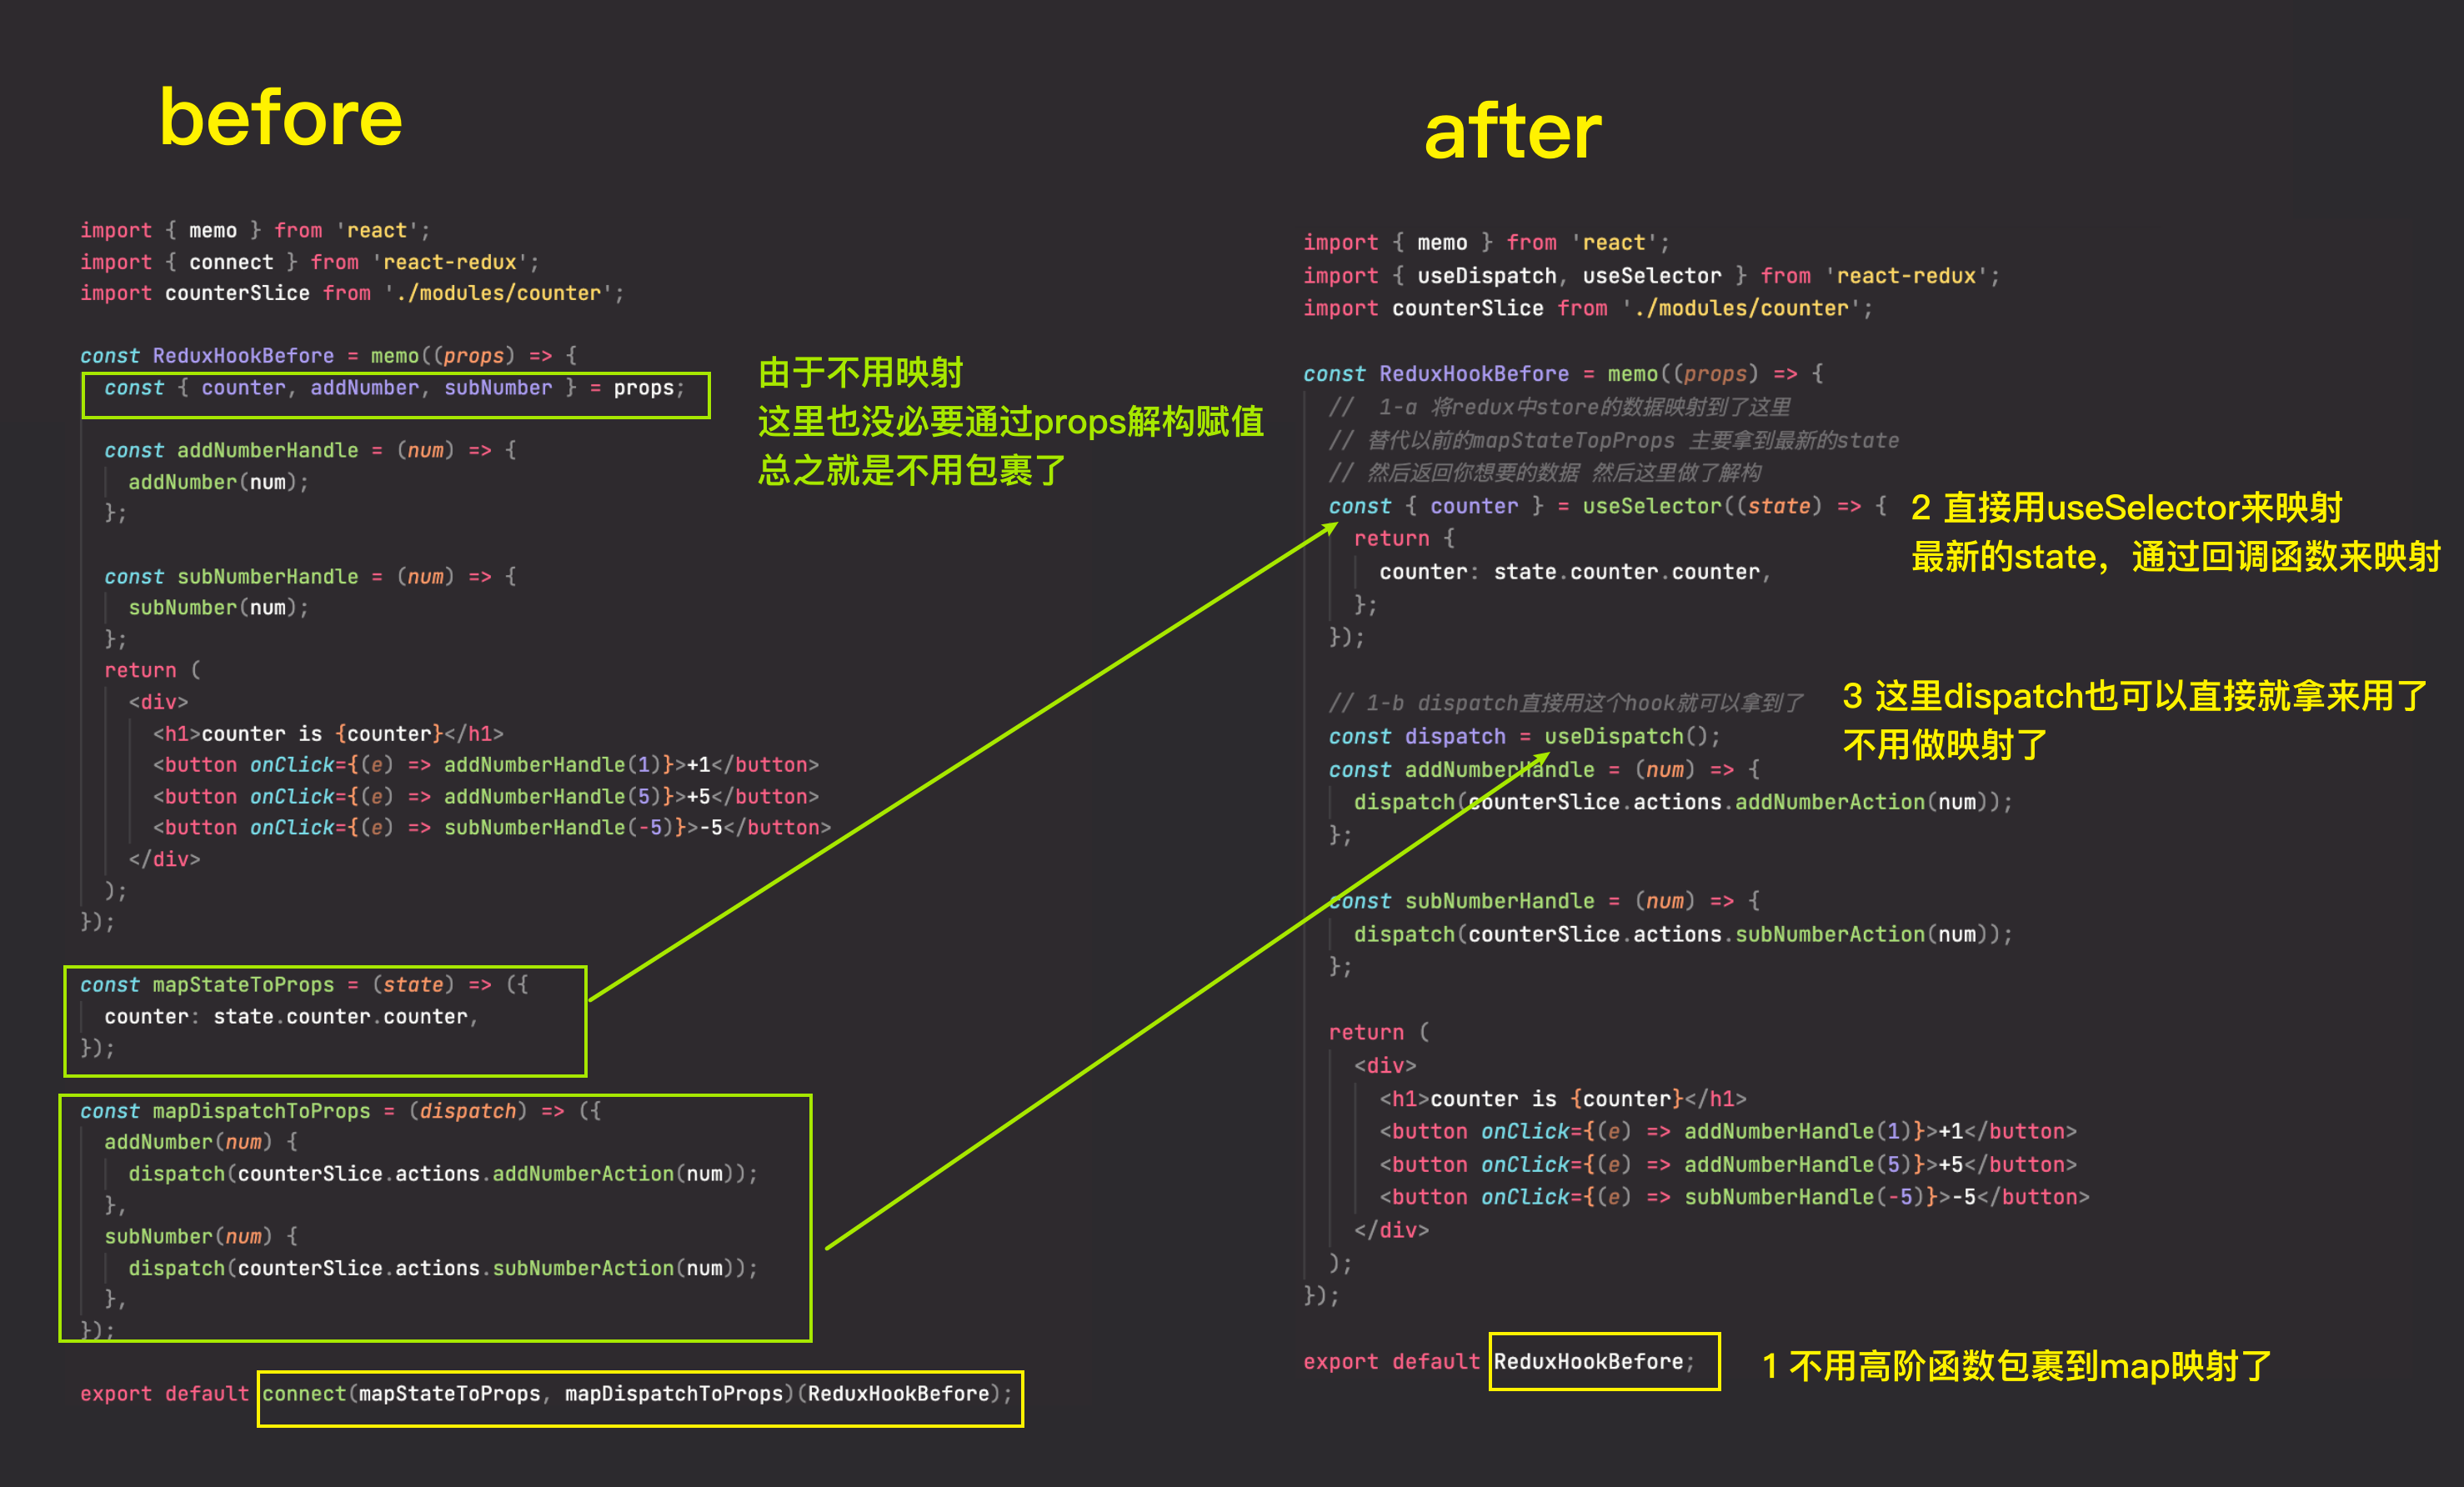 before
import { memo } from 'react';
import { connect } from 'react-redux';
import counterSlice from './modules/counter';
const ReduxHookBefore = memo((props) => {
const { counter, addNumber, subNumber } = props;
const addNumberHandle = (num) => {
addNumber(num);
};
const subNumberHandle = (num) => {
subNumber(num);
};
return (
<div>
<h1>counter is {counter}</h1>
<button onClick={(e) => addNumberHandle(1)}>+1</button>
<button onClick={(e) => addNumberHandle(5)}>+5</button>
<button onClick={(e) => subNumberHandle(-5)}>-5</button>
</div>
);
});
const mapStateToProps = (state) => ({
counter: state.counter.counter,
});
const mapDispatchToProps = (dispatch) => ({
addNumber(num) {
dispatch(counterSlice.actions.addNumberAction(num));
},
subNumber(num) {
dispatch(counterSlice.actions.subNumberAction(num));
},
});
export default connect(mapStateToProps, mapDispatchToProps)(ReduxHookBefore);
由于不用映射
这里也没必要通过props解构赋值
总之就是不用包裹了
after
import { memo } from 'react';
import { useDispatch, useSelector } from 'react-redux';
import counterSlice from './modules/counter';
const ReduxHookBefore = memo((props) => {
// 1-a 将redux中store的数据映射到了这里
// 替代以前的mapStateTopProps 主要拿到最新的state
// 然后返回你想要的数据 然后这里做了解构
const { counter } = useSelector((state) => {
return {
counter: state.counter.counter,
};
});
2 直接用useSelector来映射
最新的state，通过回调函数来映射
// 1-b dispatch直接用这个hook就可以拿到了
const dispatch = useDispatch();
const addNumberHandle = (num) => {
dispatch(counterSlice.actions.addNumberAction(num));
};
3 这里dispatch也可以直接就拿来用了
不用做映射了
const subNumberHandle = (num) => {
dispatch(counterSlice.actions.subNumberAction(num));
};
return (
<div>
<h1>counter is {counter}</h1>
<button onClick={(e) => addNumberHandle(1)}>+1</button>
<button onClick={(e) => addNumberHandle(5)}>+5</button>
<button onClick={(e) => subNumberHandle(-5)}>-5</button>
</div>
);
});
export default ReduxHookBefore;
1 不用高阶函数包裹到map映射了